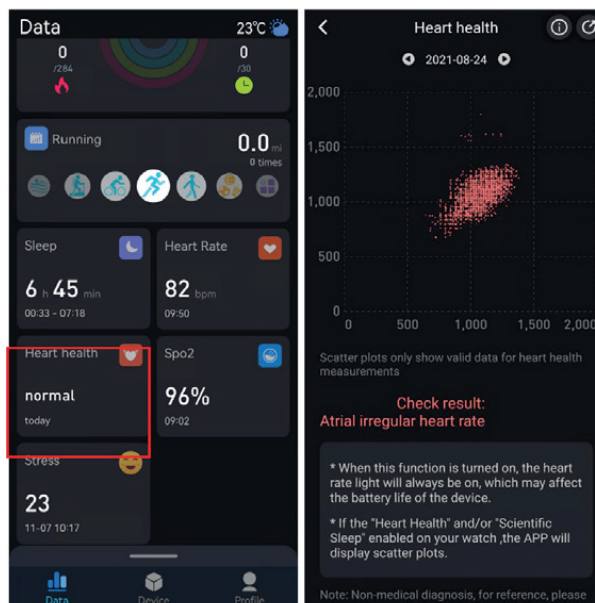 Data
23℃
0
/284
0
/30
Running
0.0 mi
0 times
Sleep
6 h 45 min
00:33 - 07:18
Heart Rate
82 bpm
09:50
Heart health
normal
today
Spo2
96%
09:02
Stress
23
11-07 10:17
Data
Device
Profile
Heart health
2021-08-24
2,000
1,500
1,000
500
0
0 500 1,000 1,500 2,000
Scatter plots only show valid data for heart health
measurements
Check result:
Atrial irregular heart rate
* When this function is turned on, the heart
rate light will always be on, which may affect
the battery life of the device.
* If the "Heart Health" and/or "Scientific
Sleep" enabled on your watch ,the APP will
display scatter plots.
Note: Non-medical diagnosis, for reference, please